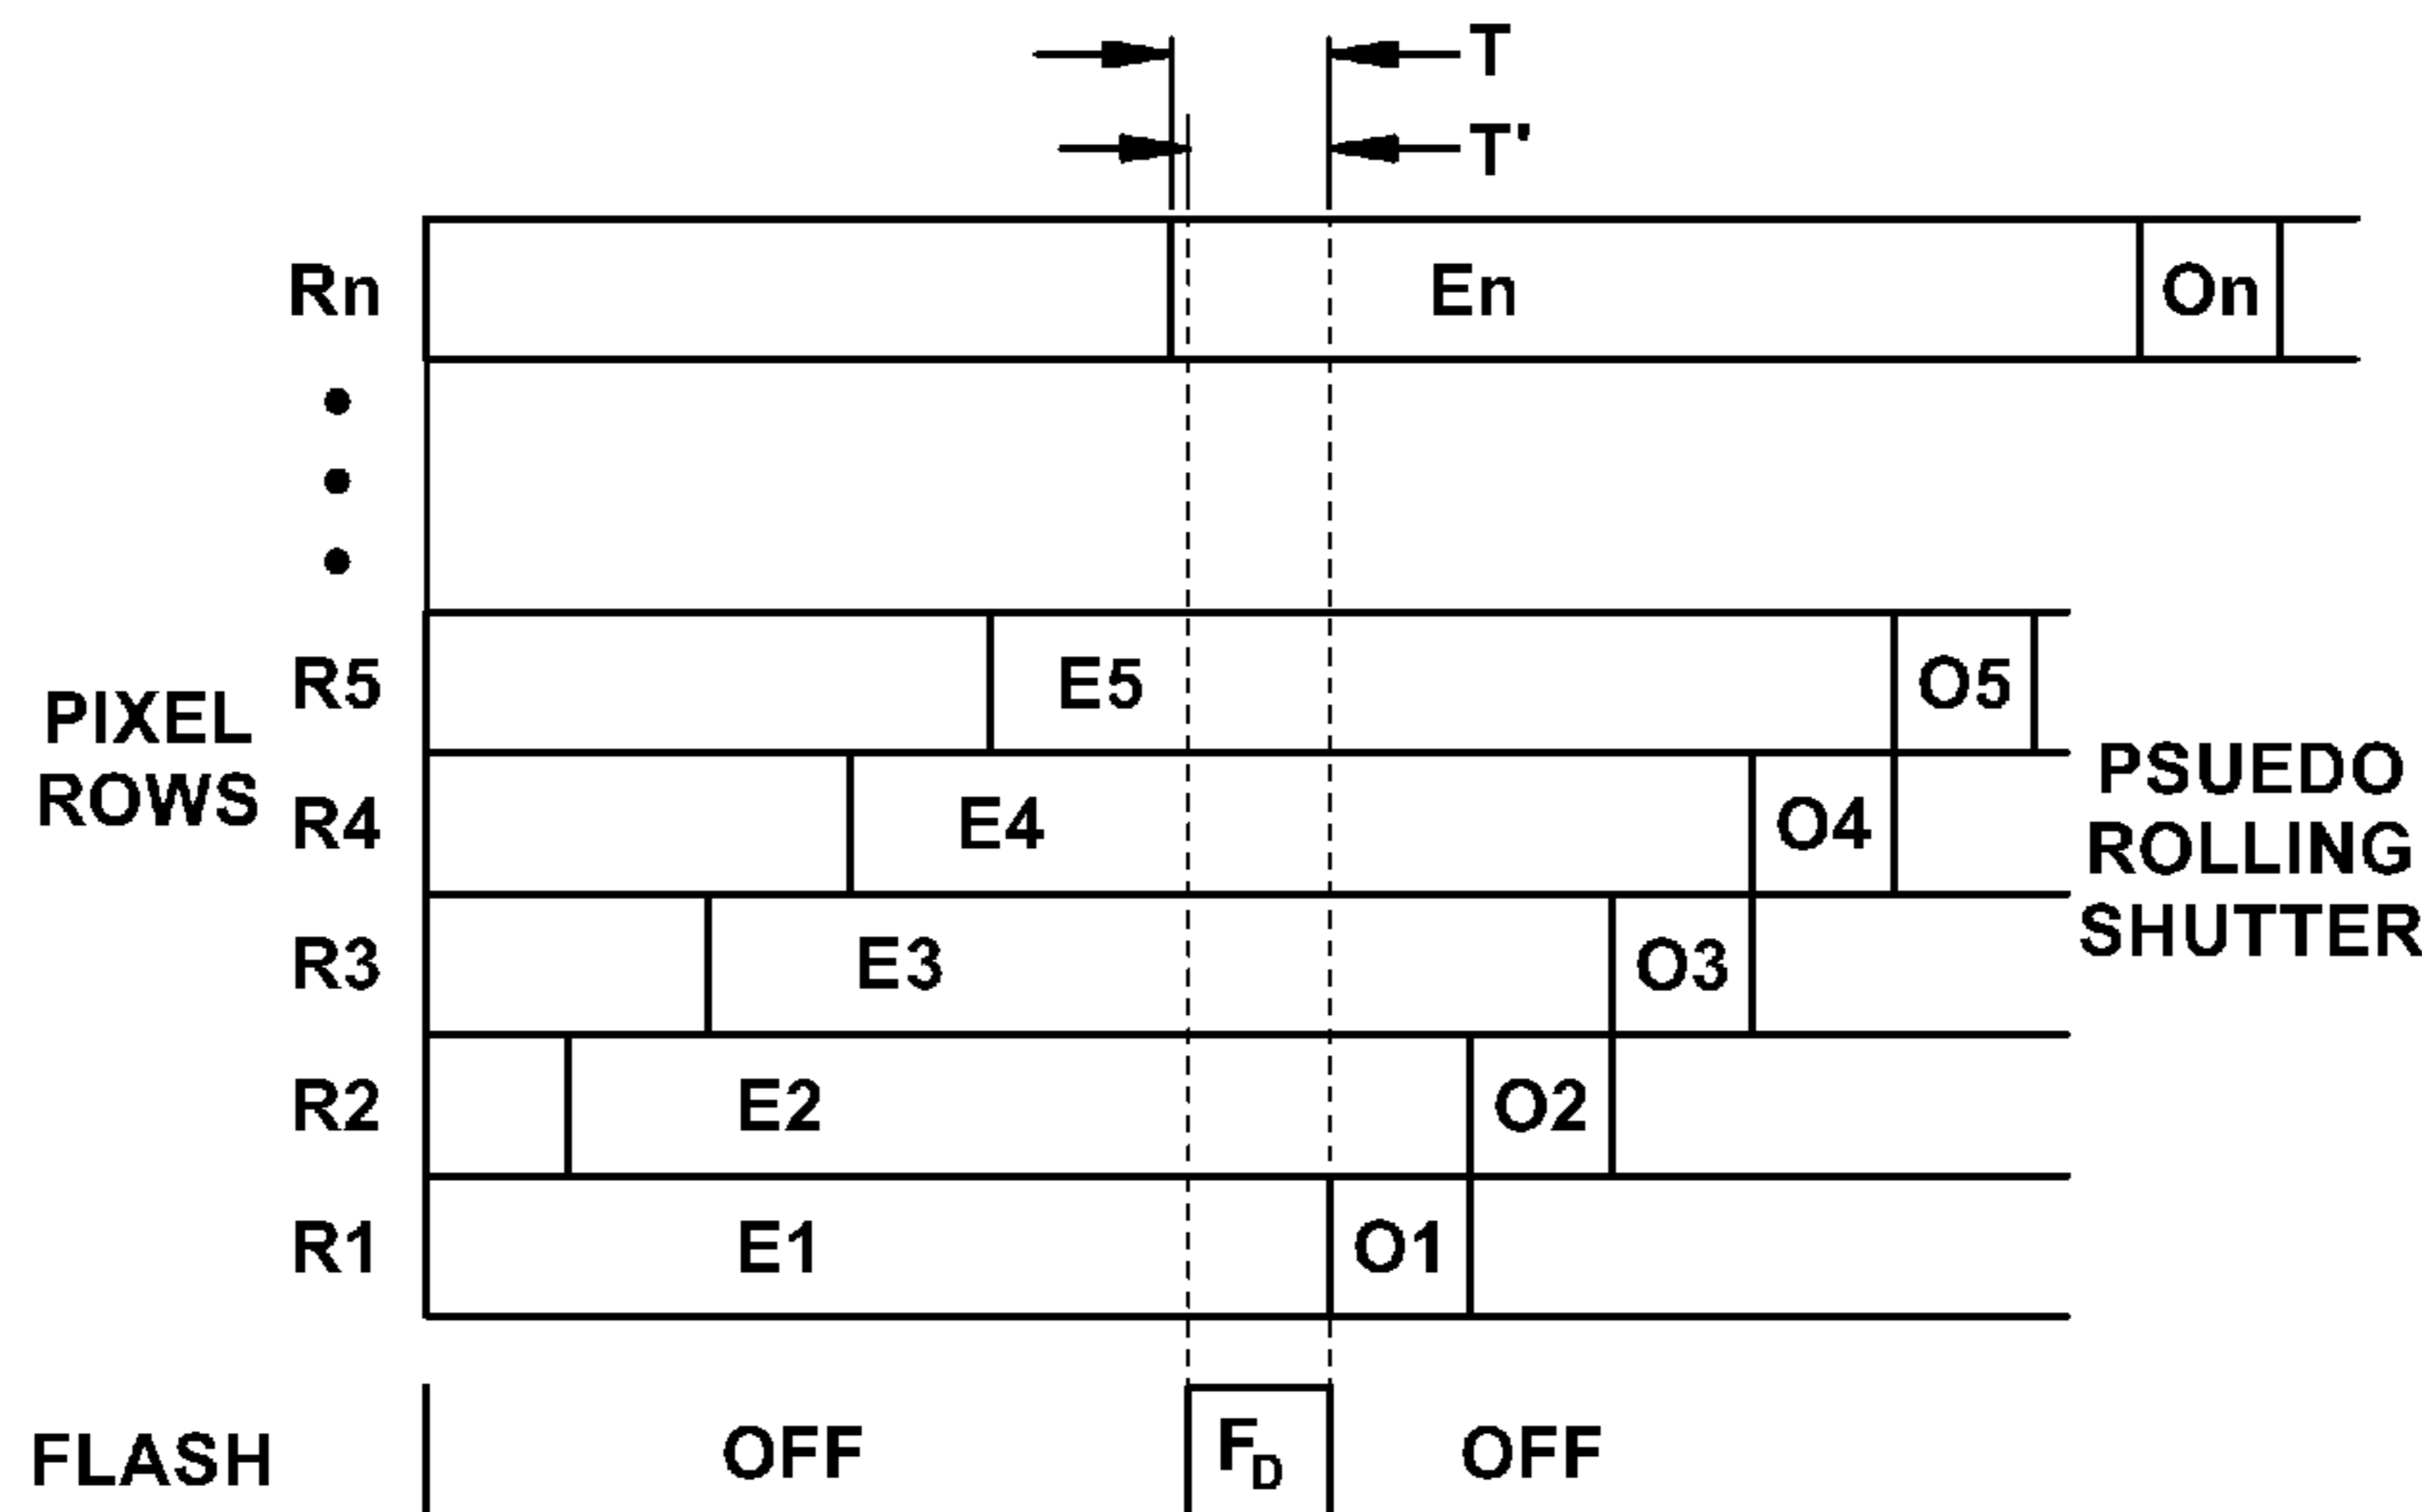 T
T'
Rn En On
R5 E5 O5
PIXEL
ROWS
R4 E4 O4
PSUEDO
ROLLING
SHUTTER
R3 E3 O3
R2 E2 O2
R1 E1 O1
FLASH OFF FD OFF